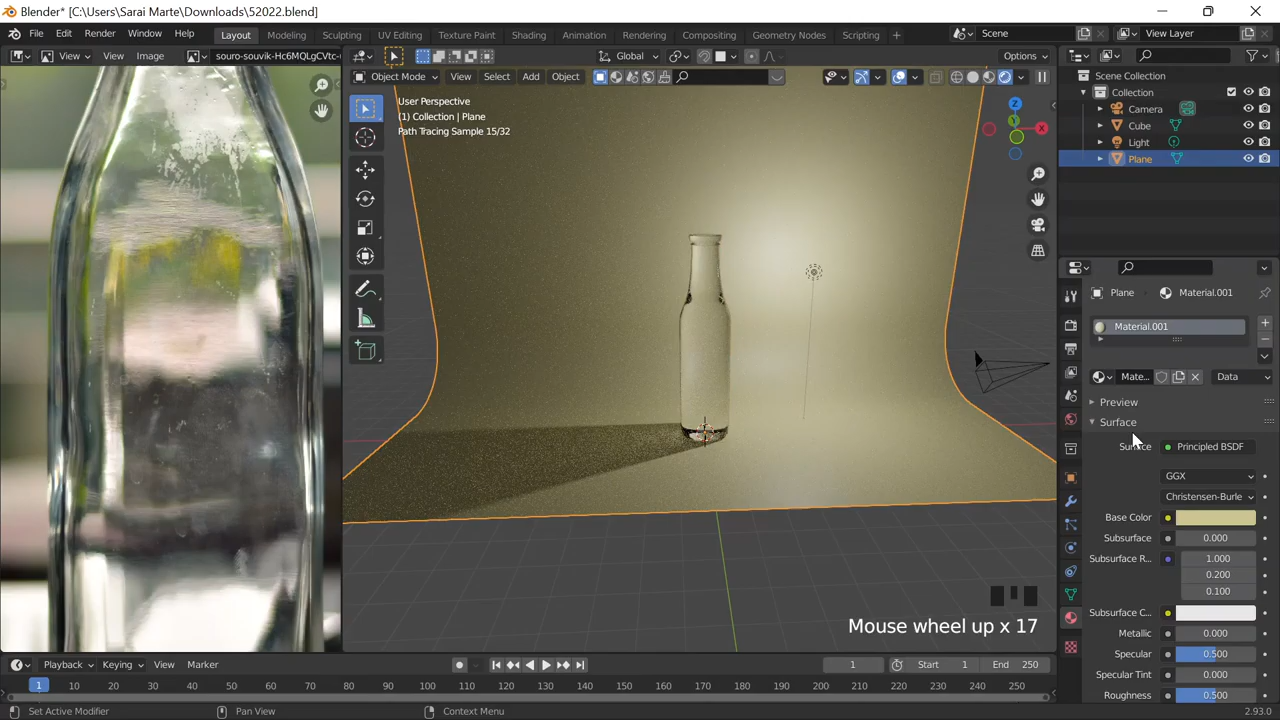 Blender* [C:\Users\Sarai Marte\Downloads\52022.blend]
File Edit Render Window Help Layout Modeling Sculpting UV Editing Texture Paint Shading Animation Rendering Compositing Geometry Nodes Scripting + Scene View Layer
View View Image souro-souvik-Hc6MQLgCVtc- Global Options
Object Mode View Select Add Object
User Perspective
(1) Collection | Plane
Path Tracing Sample 15/32
Z
Y
X
Scene Collection
Collection
Camera
Cube
Light
Plane
Plane Material.001
Material.001
Mate... Data
Preview
Surface
Surface Principled BSDF
GGX
Christensen-Burle
Base Color
Subsurface 0.000
Subsurface R... 1.000
0.200
0.100
Subsurface C...
Metallic 0.000
Specular 0.500
Specular Tint 0.000
Roughness 0.500
Mouse wheel up x 17
Playback Keying View Marker 1 Start 1 End 250
1 10 20 30 40 50 60 70 80 90 100 110 120 130 140 150 160 170 180 190 200 210 220 230 240 250
Set Active Modifier Pan View Context Menu 2.93.0